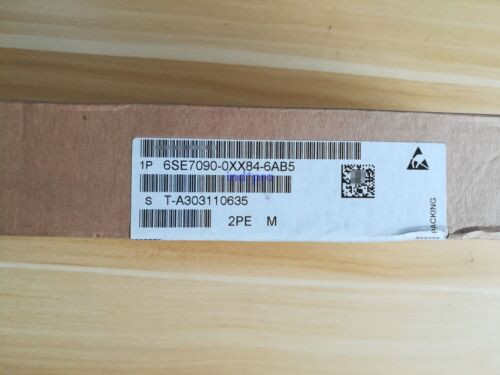 1P 6SE7090-0XX84-6AB5
S T-A303110635
2PE M
PACKING